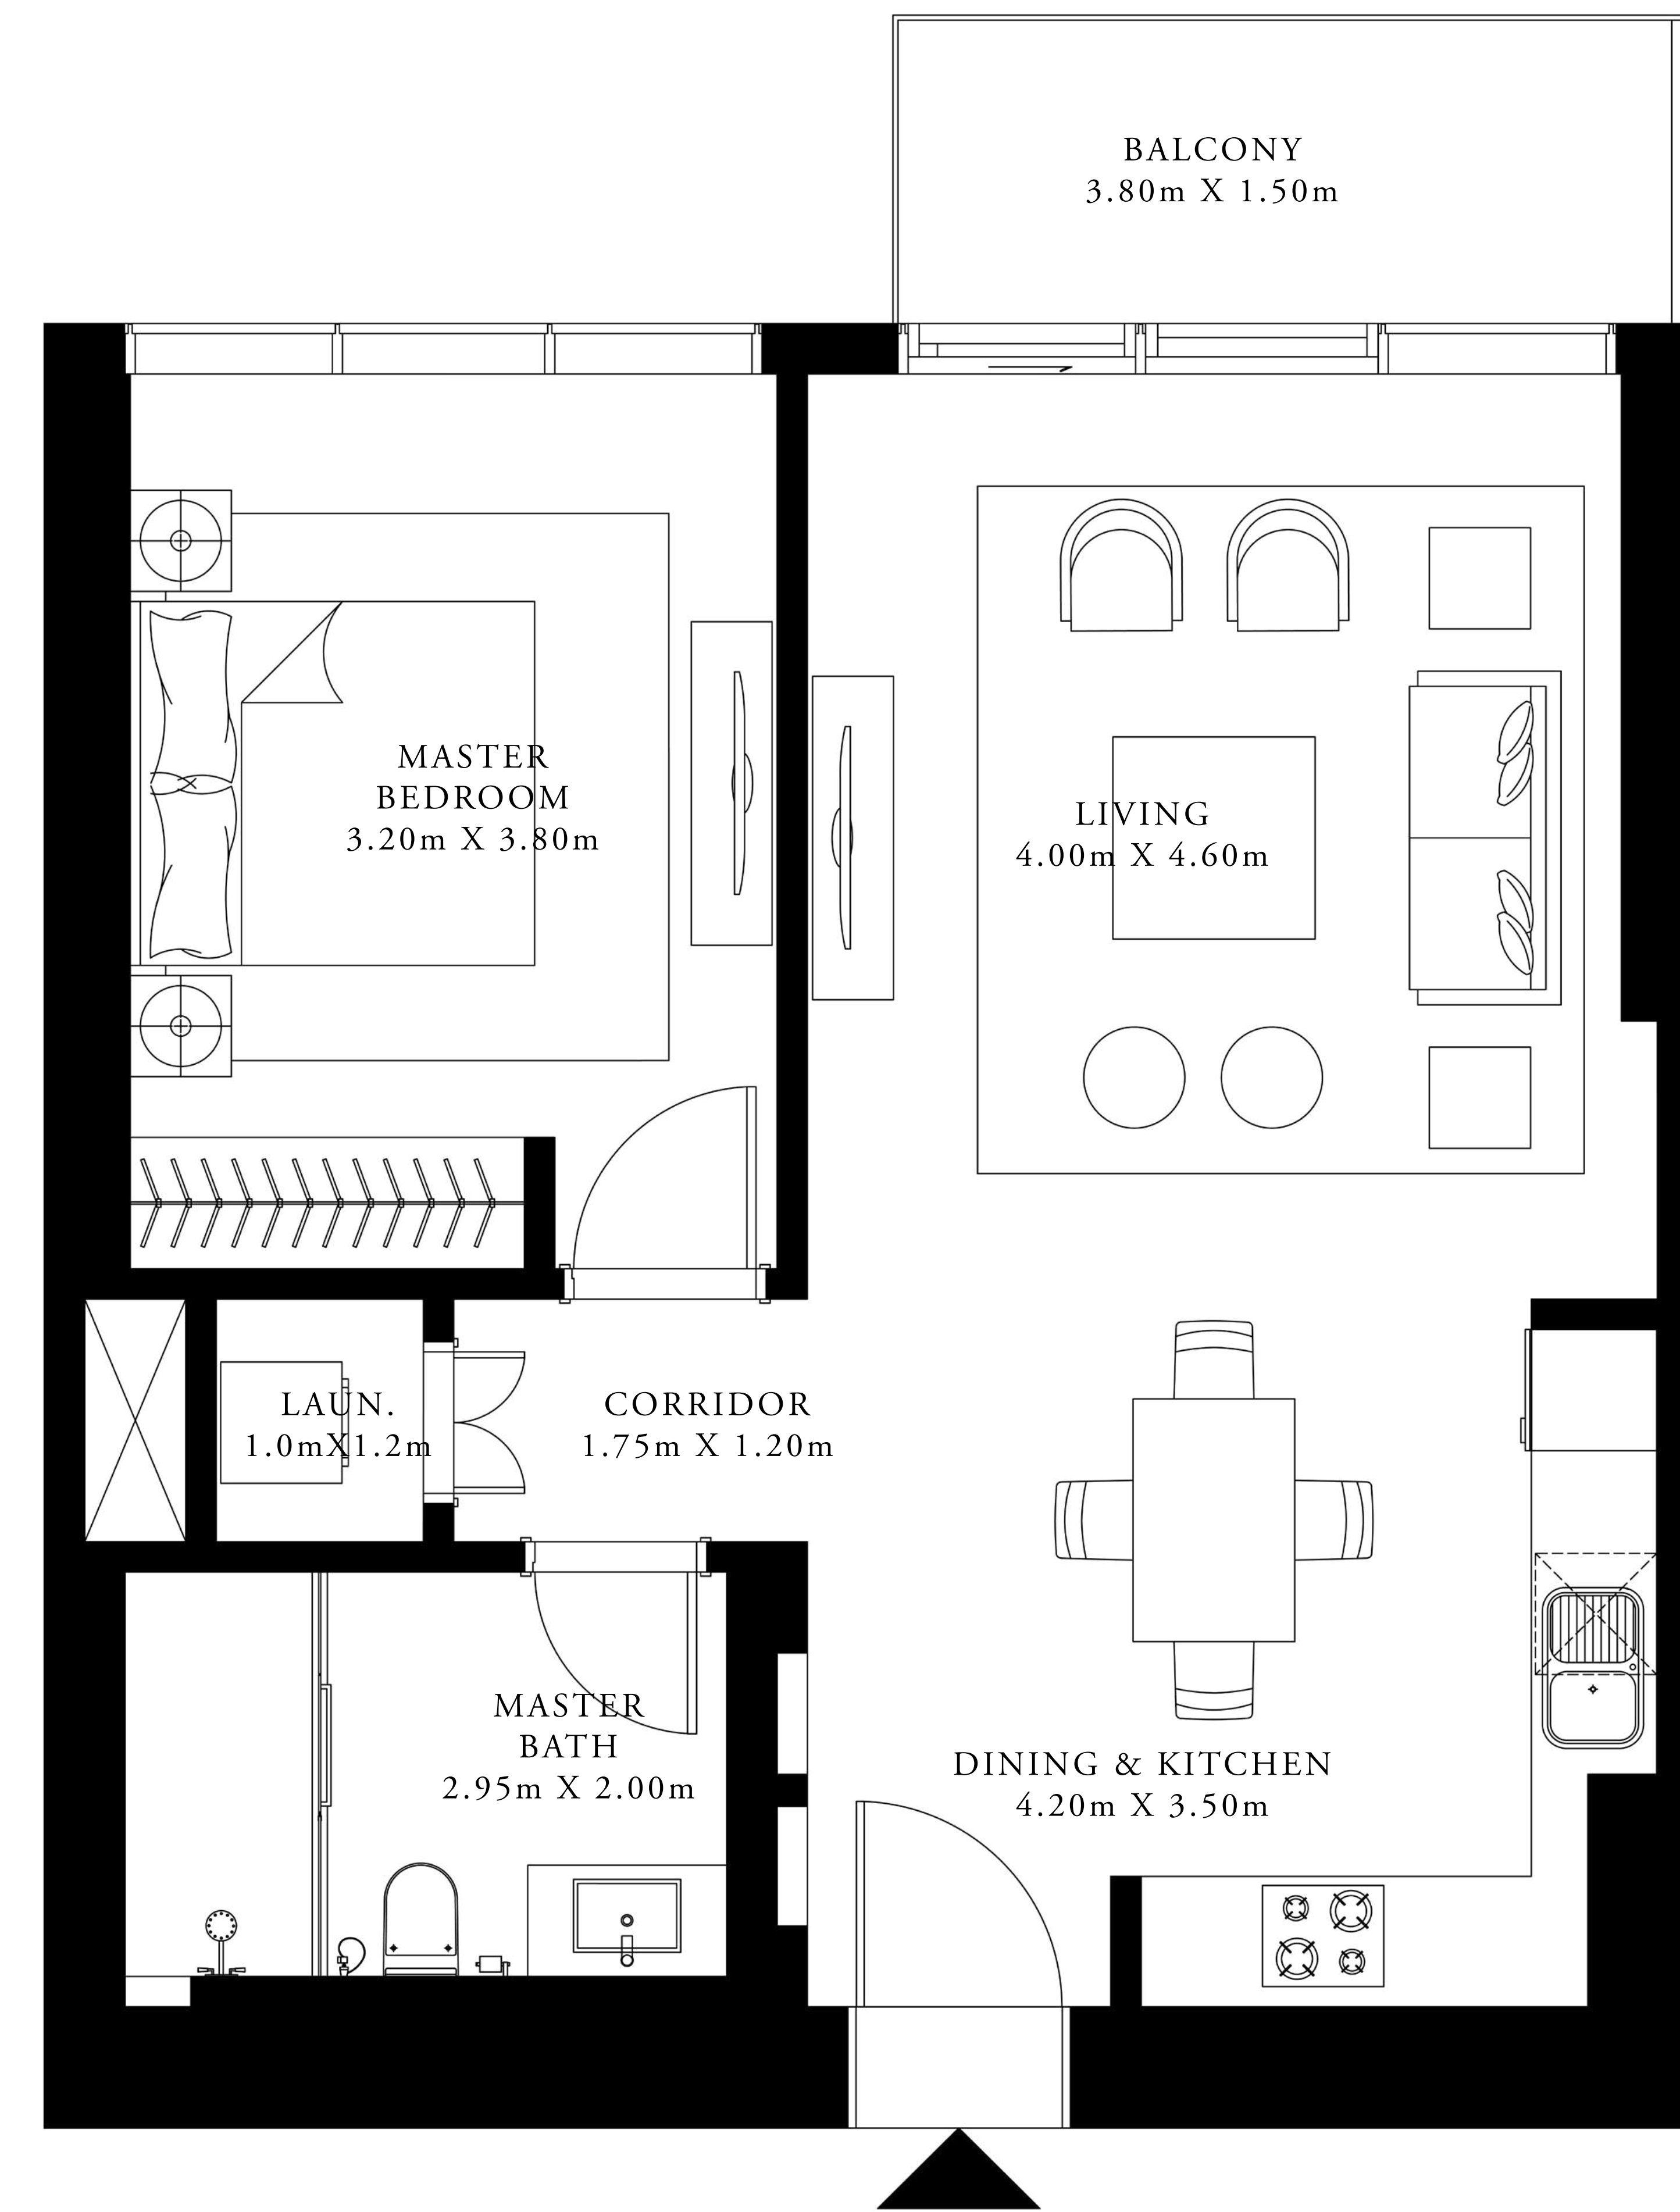 BALCONY
3.80m X 1.50m
MASTER
BEDROOM
3.20m X 3.80m
LIVING
4.00m X 4.60m
LAUN.
1.0mX1.2m
CORRIDOR
1.75m X 1.20m
MASTER
BATH
2.95m X 2.00m
DINING & KITCHEN
4.20m X 3.50m